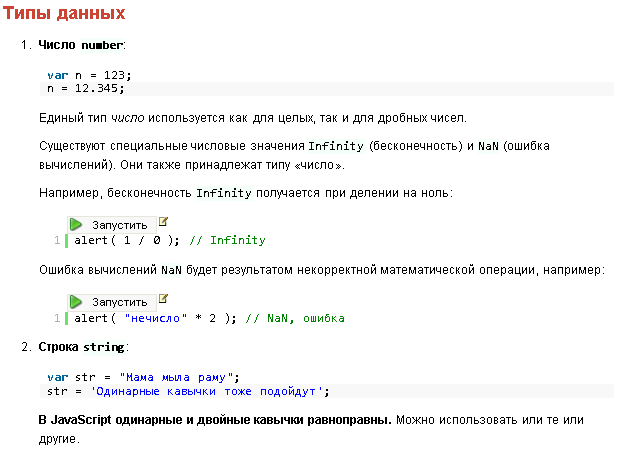 Типы данных
1. Число number:
var n = 123;
n = 12.345;
Единый тип число используется как для целых, так и для дробных чисел.
Существуют специальные числовые значения Infinity (бесконечность) и NaN (ошибка
вычислений). Они также принадлежат типу «число».
Например, бесконечность Infinity получается при делении на ноль:
Запустить
1 alert( 1 / 0 ); // Infinity
Ошибка вычислений NaN будет результатом некорректной математической операции, например:
Запустить
1 alert( "нечисло" * 2 ); // NaN, ошибка
2. Строка string:
var str = "Мама мыла раму";
str = 'Одинарные кавычки тоже подойдут';
В JavaScript одинарные и двойные кавычки равноправны. Можно использовать или те или
другие.